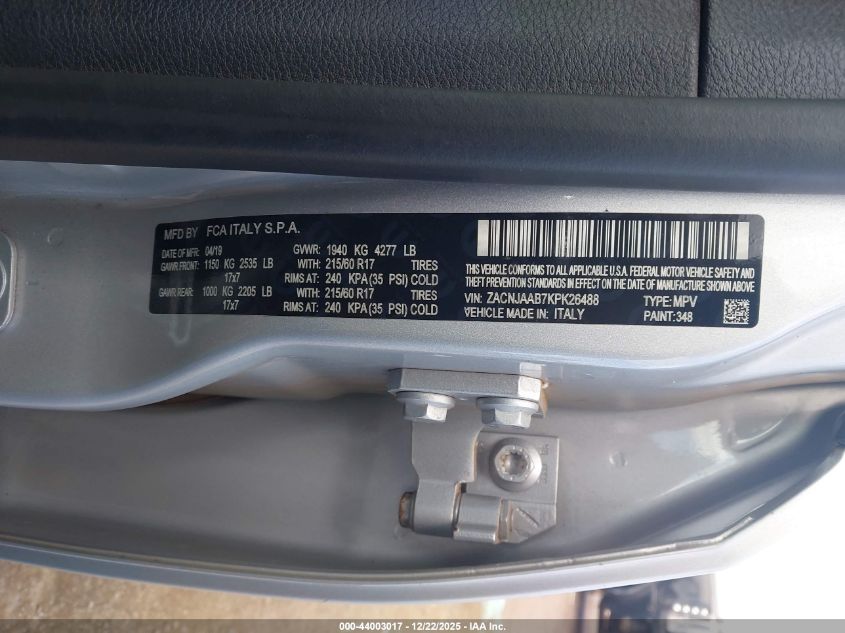 MFD BY FCA ITALY S.P.A.
DATE OF MFR: 04/19 GVWR: 1940 KG 4277 LB
GAWR FRONT: 1150 KG 2535 LB WITH: 215/60 R17 TIRES
17x7 RIMS AT: 240 KPA(35 PSI) COLD
GAWR REAR: 1000 KG 2205 LB WITH: 215/60 R17 TIRES
17x7 RIMS AT: 240 KPA(35 PSI) COLD
THIS VEHICLE CONFORMS TO ALL APPLICABLE U.S.A. FEDERAL MOTOR VEHICLE SAFETY, BUMPER, AND
THEFT PREVENTION STANDARDS IN EFFECT ON THE DATE OF MANUFACTURE SHOWN ABOVE.
VIN: ZACNJAAB7KPK26488 TYPE: MPV
VEHICLE MADE IN: ITALY PAINT: 348
000-44003017 - 12/22/2025 - IAA Inc.